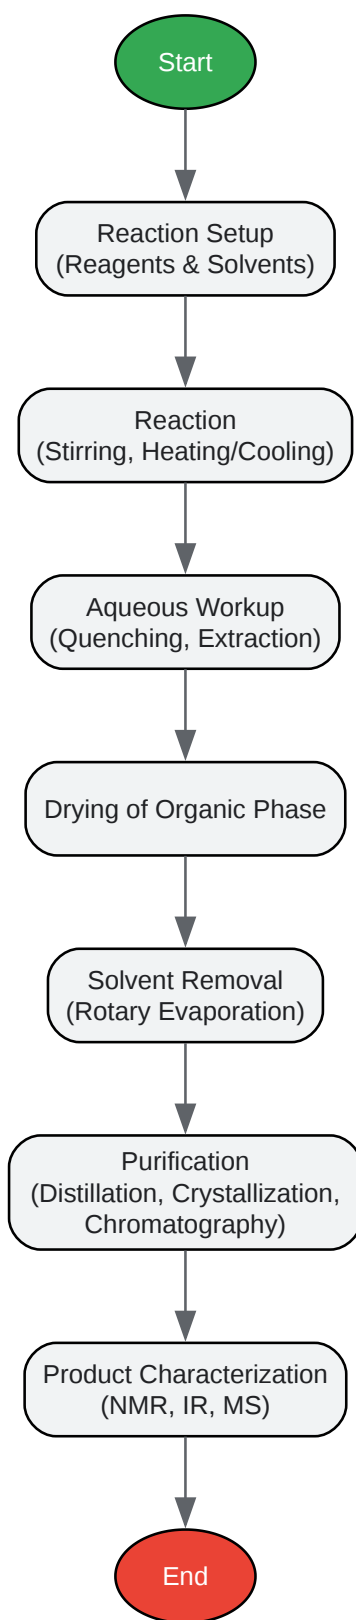 Start
Reaction Setup
(Reagents & Solvents)
Reaction
(Stirring, Heating/Cooling)
Aqueous Workup
(Quenching, Extraction)
Drying of Organic Phase
Solvent Removal
(Rotary Evaporation)
Purification
(Distillation, Crystallization,
Chromatography)
Product Characterization
(NMR, IR, MS)
End